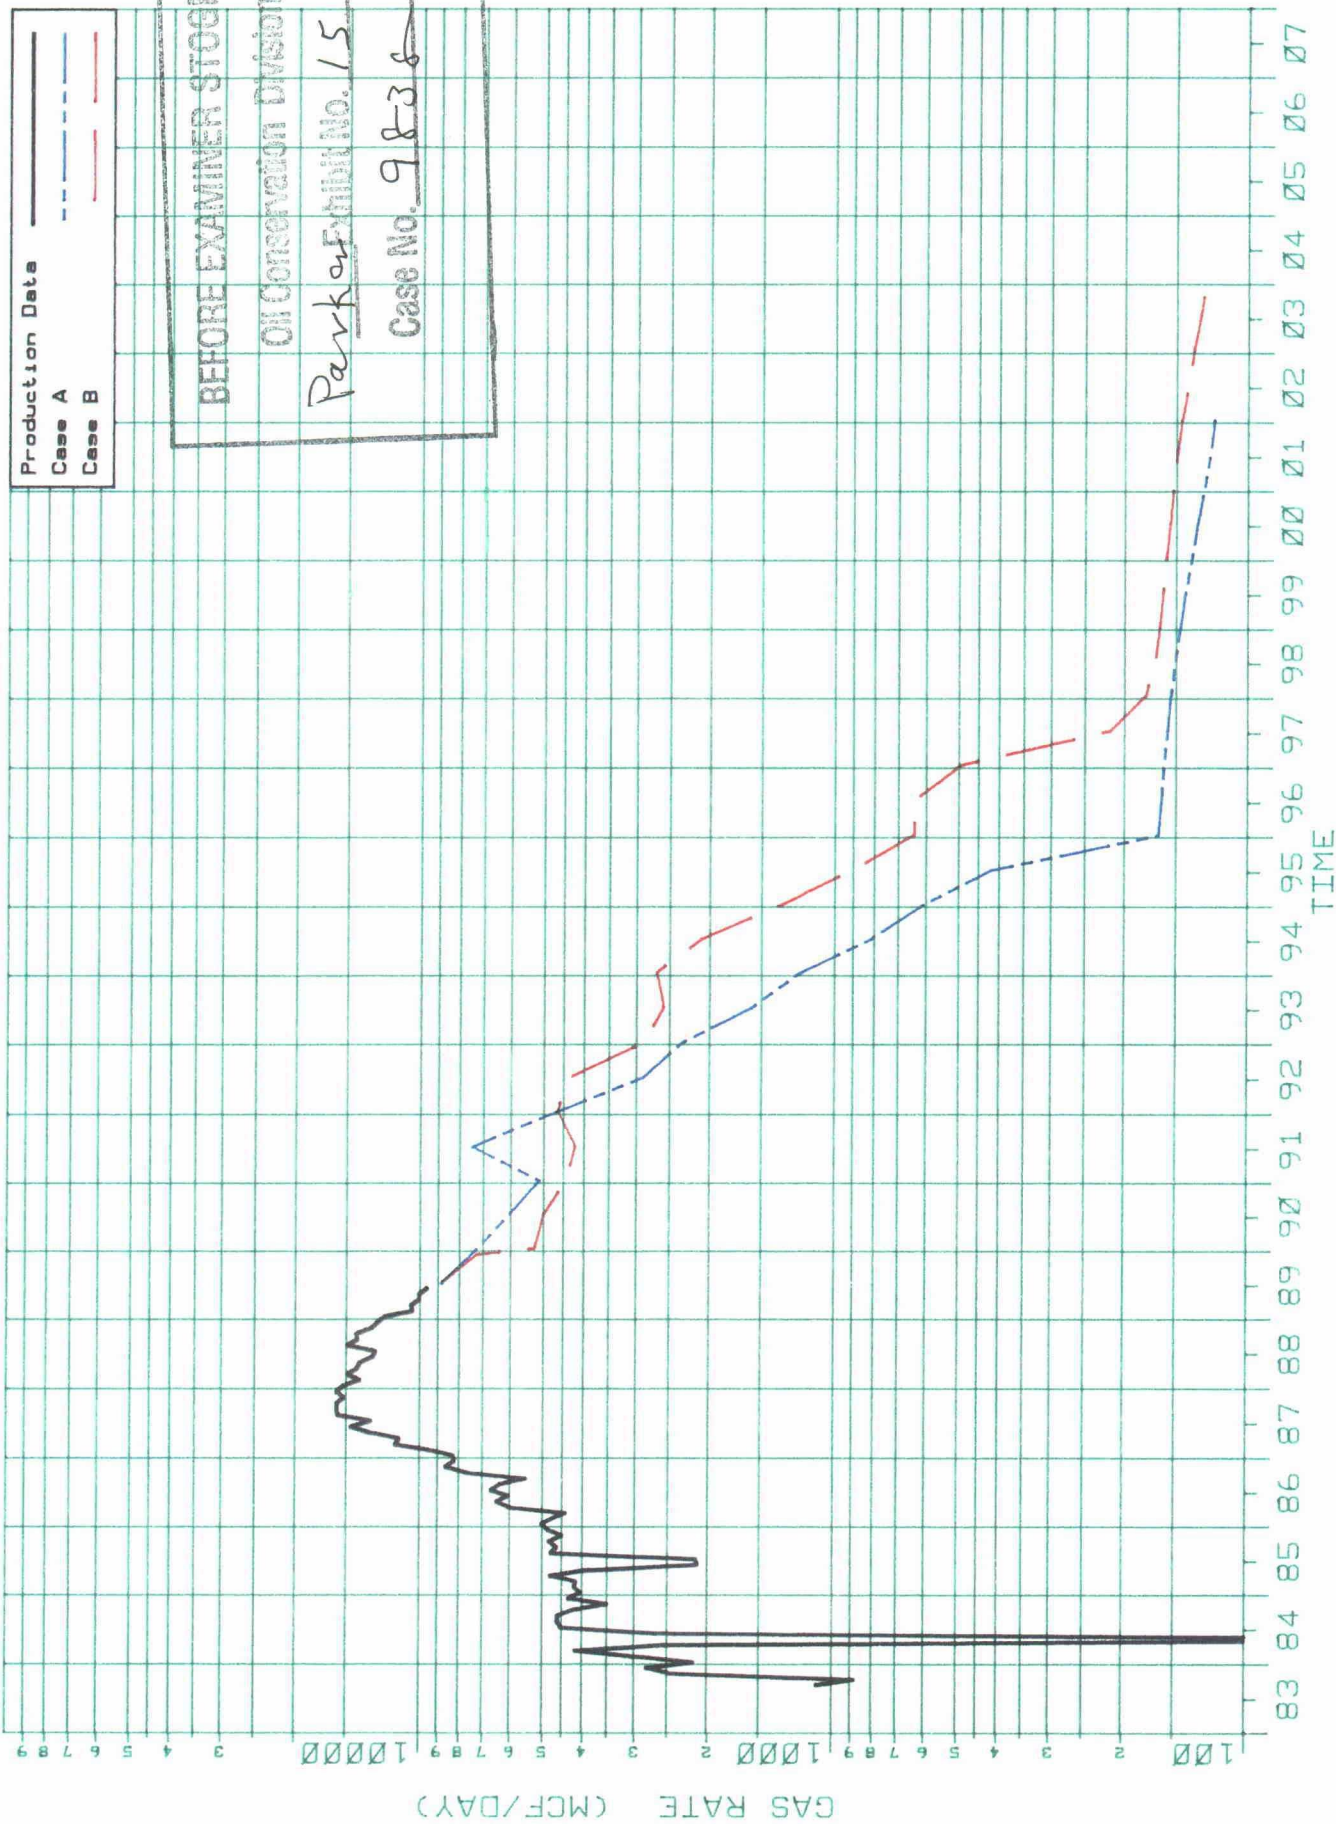 Production Data
Case A
Case B
BEFORE EXAMINER STOG
Oil Conservation Division
Parker Exhibit No. 15
Case No. 9838
9
8
7
6
5
4
3
10000
9
8
7
6
5
4
3
2
1000
9
8
7
6
5
4
3
2
100
GAS RATE (MCF/DAY)
83 84 85 86 87 88 89 90 91 92 93 94 95 96 97 98 99 00 01 02 03 04 05 06 07
TIME